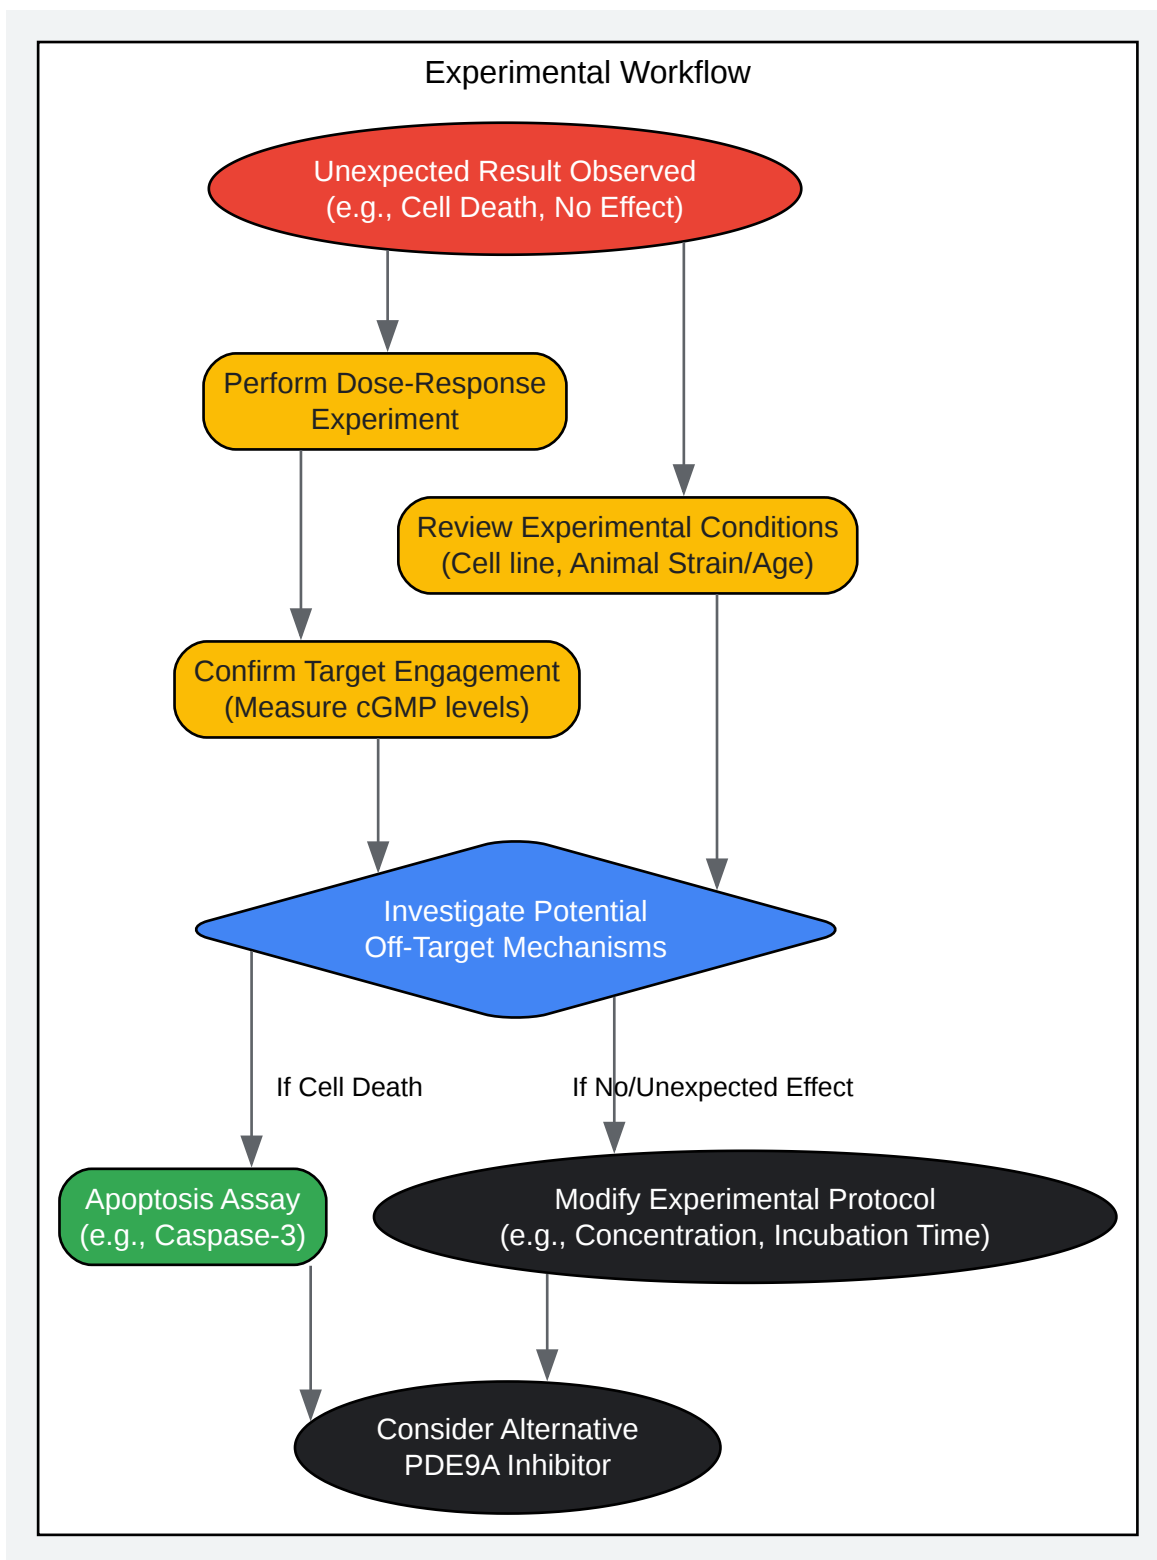 Experimental Workflow
Unexpected Result Observed
(e.g., Cell Death, No Effect)
Perform Dose-Response
Experiment
Review Experimental Conditions
(Cell line, Animal Strain/Age)
Confirm Target Engagement
(Measure cGMP levels)
Investigate Potential
Off-Target Mechanisms
If Cell Death
If No/Unexpected Effect
Apoptosis Assay
(e.g., Caspase-3)
Modify Experimental Protocol
(e.g., Concentration, Incubation Time)
Consider Alternative
PDE9A Inhibitor